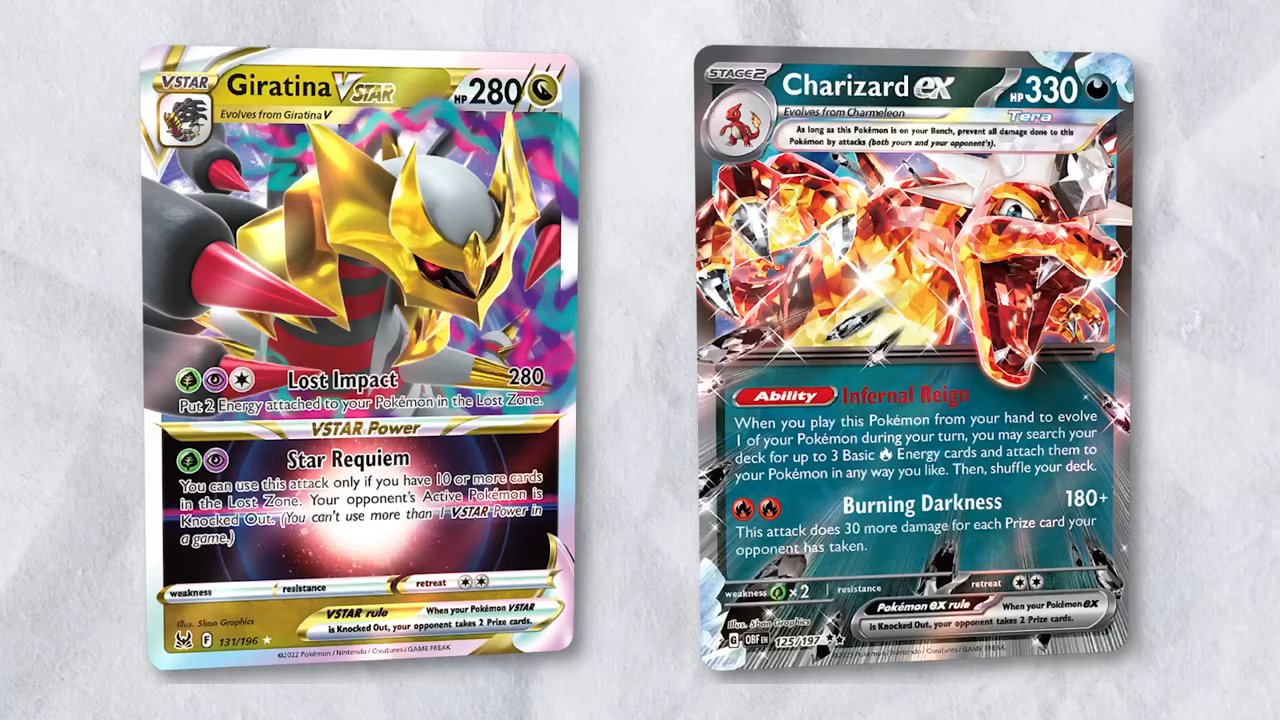 VSTAR
Giratina VSTAR
HP 280
Evolves from Giratina V
Lost Impact 280
Put 2 Energy attached to your Pokémon in the Lost Zone.
VSTAR Power
Star Requiem
You can use this attack only if you have 10 or more cards
in the Lost Zone. Your opponent's Active Pokémon is
Knocked Out. (You can't use more than 1 VSTAR Power in
a game.)
weakness resistance retreat
VSTAR rule When your Pokémon VSTAR
is Knocked Out, your opponent takes 2 Prize cards.
Illus. 5ban Graphics
F 131/196
©2022 Pokémon / Nintendo / Creatures / GAME FREAK
STAGE2
Charizard ex
HP 330
Evolves from Charmeleon
Tera
As long as this Pokémon is on your Bench, prevent all damage done to this
Pokémon by attacks (both yours and your opponent's).
Ability Infernal Reign
When you play this Pokémon from your hand to evolve
1 of your Pokémon during your turn, you may search your
deck for up to 3 Basic Energy cards and attach them to
your Pokémon in any way you like. Then, shuffle your deck.
Burning Darkness 180+
This attack does 30 more damage for each Prize card your
opponent has taken.
weakness ×2 resistance retreat
Pokémon ex rule When your Pokémon ex
is Knocked Out, your opponent takes 2 Prize cards.
Illus. 5ban Graphics
G OBF EN 125/197
Pokémon / Nintendo / Creatures / GAME FREAK